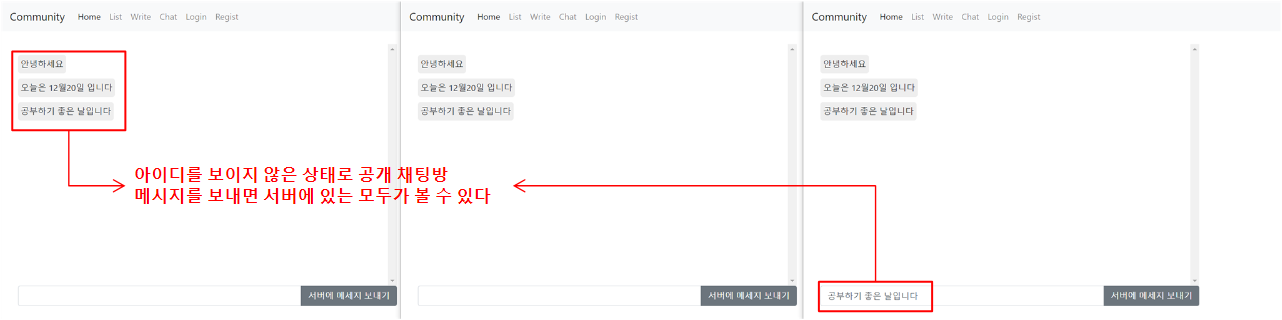 Community Home List Write Chat Login Regist
안녕하세요
오늘은 12월20일 입니다
공부하기 좋은 날입니다
서버에 메세지 보내기
Community Home List Write Chat Login Regist
안녕하세요
오늘은 12월20일 입니다
공부하기 좋은 날입니다
서버에 메세지 보내기
Community Home List Write Chat Login Regist
안녕하세요
오늘은 12월20일 입니다
공부하기 좋은 날입니다
공부하기 좋은 날입니다 서버에 메세지 보내기
아이디를 보이지 않은 상태로 공개 채팅방
메시지를 보내면 서버에 있는 모두가 볼 수 있다